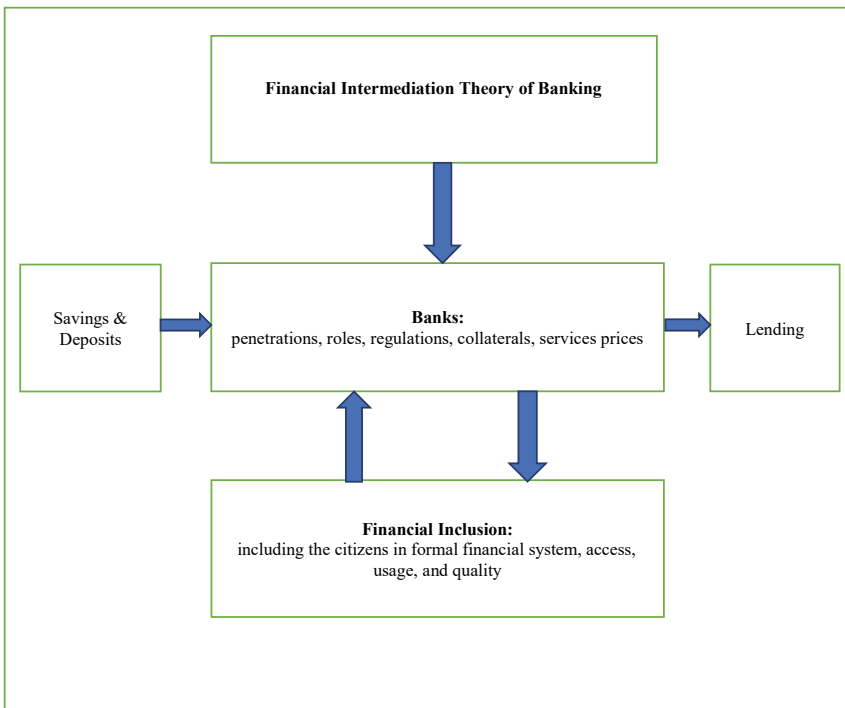 Financial Intermediation Theory of Banking
Savings &
Deposits
Banks:
penetrations, roles, regulations, collaterals, services prices
Lending
Financial Inclusion:
including the citizens in formal financial system, access,
usage, and quality